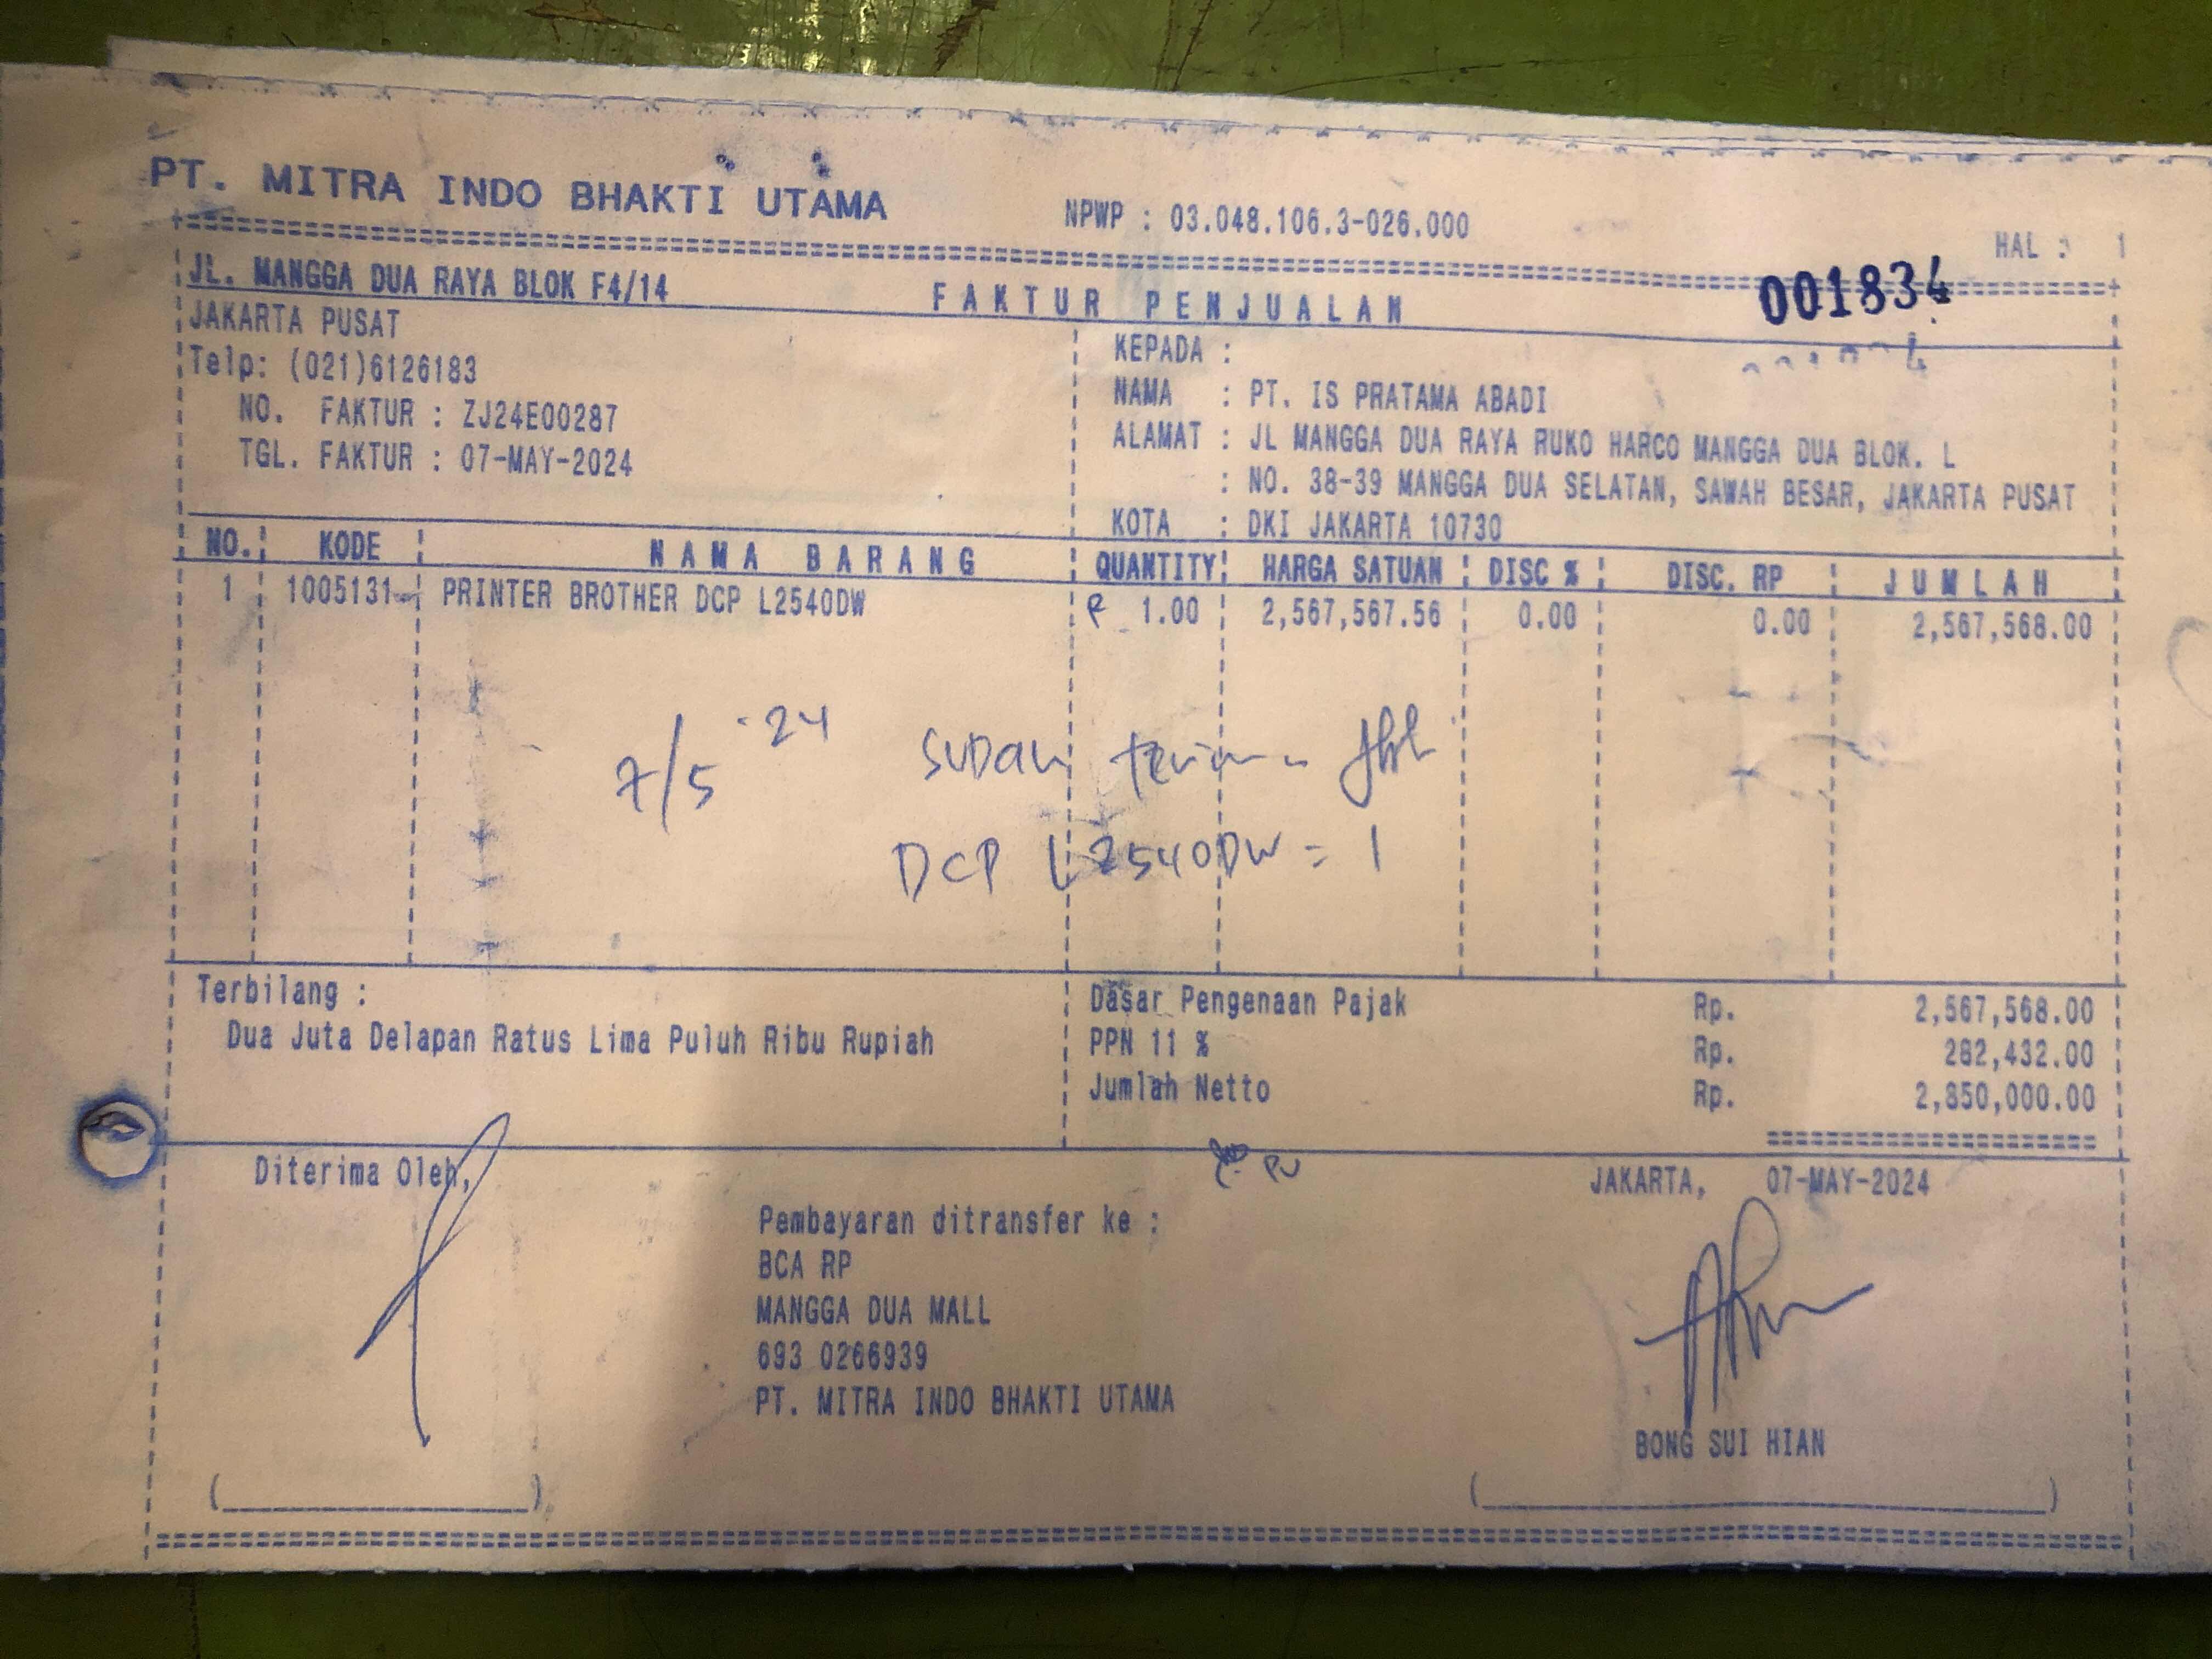 PT. MITRA INDO BHAKTI UTAMA
NPWP : 03.048.106.3-026.000
HAL : 1
JL. MANGGA DUA RAYA BLOK F4/14
FAKTUR PENJUALAN
001834
JAKARTA PUSAT
Telp: (021)6126183
NO. FAKTUR : ZJ24E00287
TGL. FAKTUR : 07-MAY-2024
KEPADA :
NAMA : PT. IS PRATAMA ABADI
ALAMAT : JL MANGGA DUA RAYA RUKO HARCO MANGGA DUA BLOK. L
: NO. 38-39 MANGGA DUA SELATAN, SAWAH BESAR, JAKARTA PUSAT
KOTA : DKI JAKARTA 10730
NO. KODE NAMA BARANG QUANTITY HARGA SATUAN DISC % DISC. RP JUMLAH
1 1005131- PRINTER BROTHER DCP L2540DW 1.00 2,567,567.56 0.00 0.00 2,567,568.00
7/5 '24 SUDAH terima
DCP L2540DW = 1
Terbilang :
Dua Juta Delapan Ratus Lima Puluh Ribu Rupiah
Dasar Pengenaan Pajak Rp. 2,567,568.00
PPN 11 % Rp. 282,432.00
Jumlah Netto Rp. 2,850,000.00
Diterima Oleh,
JAKARTA, 07-MAY-2024
Pembayaran ditransfer ke :
BCA RP
MANGGA DUA MALL
693 0266939
PT. MITRA INDO BHAKTI UTAMA
BONG SUI HIAN